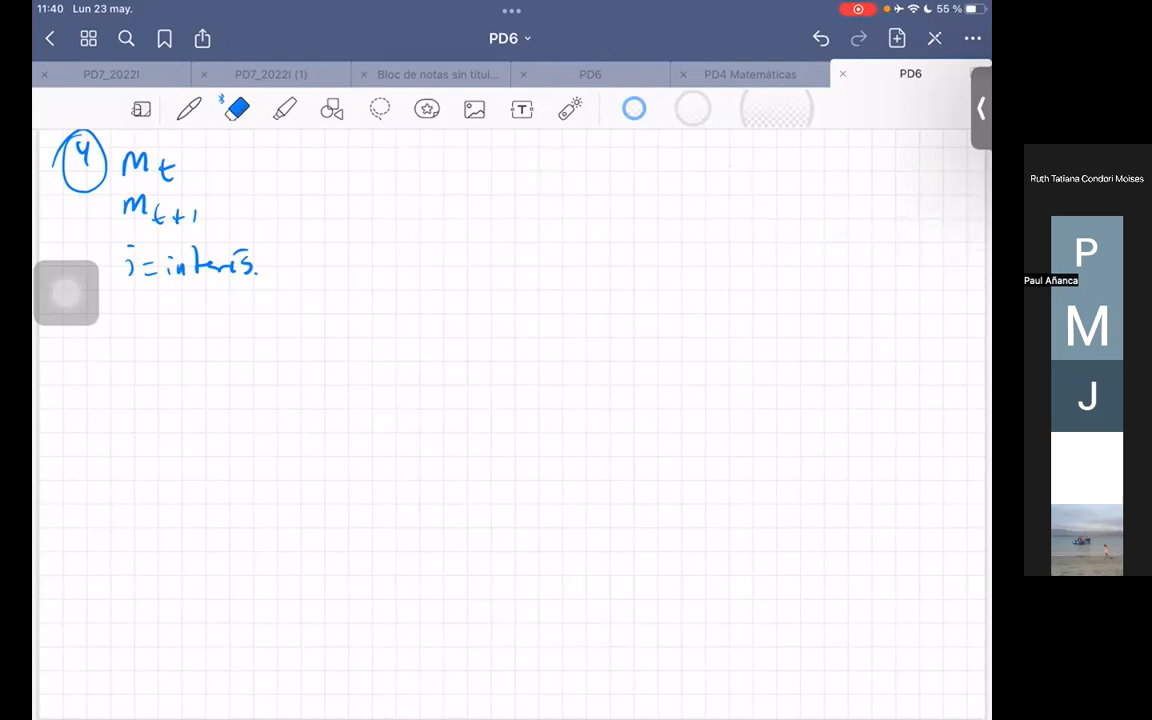 11:40 Lun 23 may.
55 %
PD6
PD7_2022I
PD7_2022I (1)
Bloc de notas sin titul...
PD6
PD4 Matemáticas
PD6
T
4
Mt
Mt+1
i = interés.
Ruth Tatiana Condori Moises
P
Paul Añanca
M
J